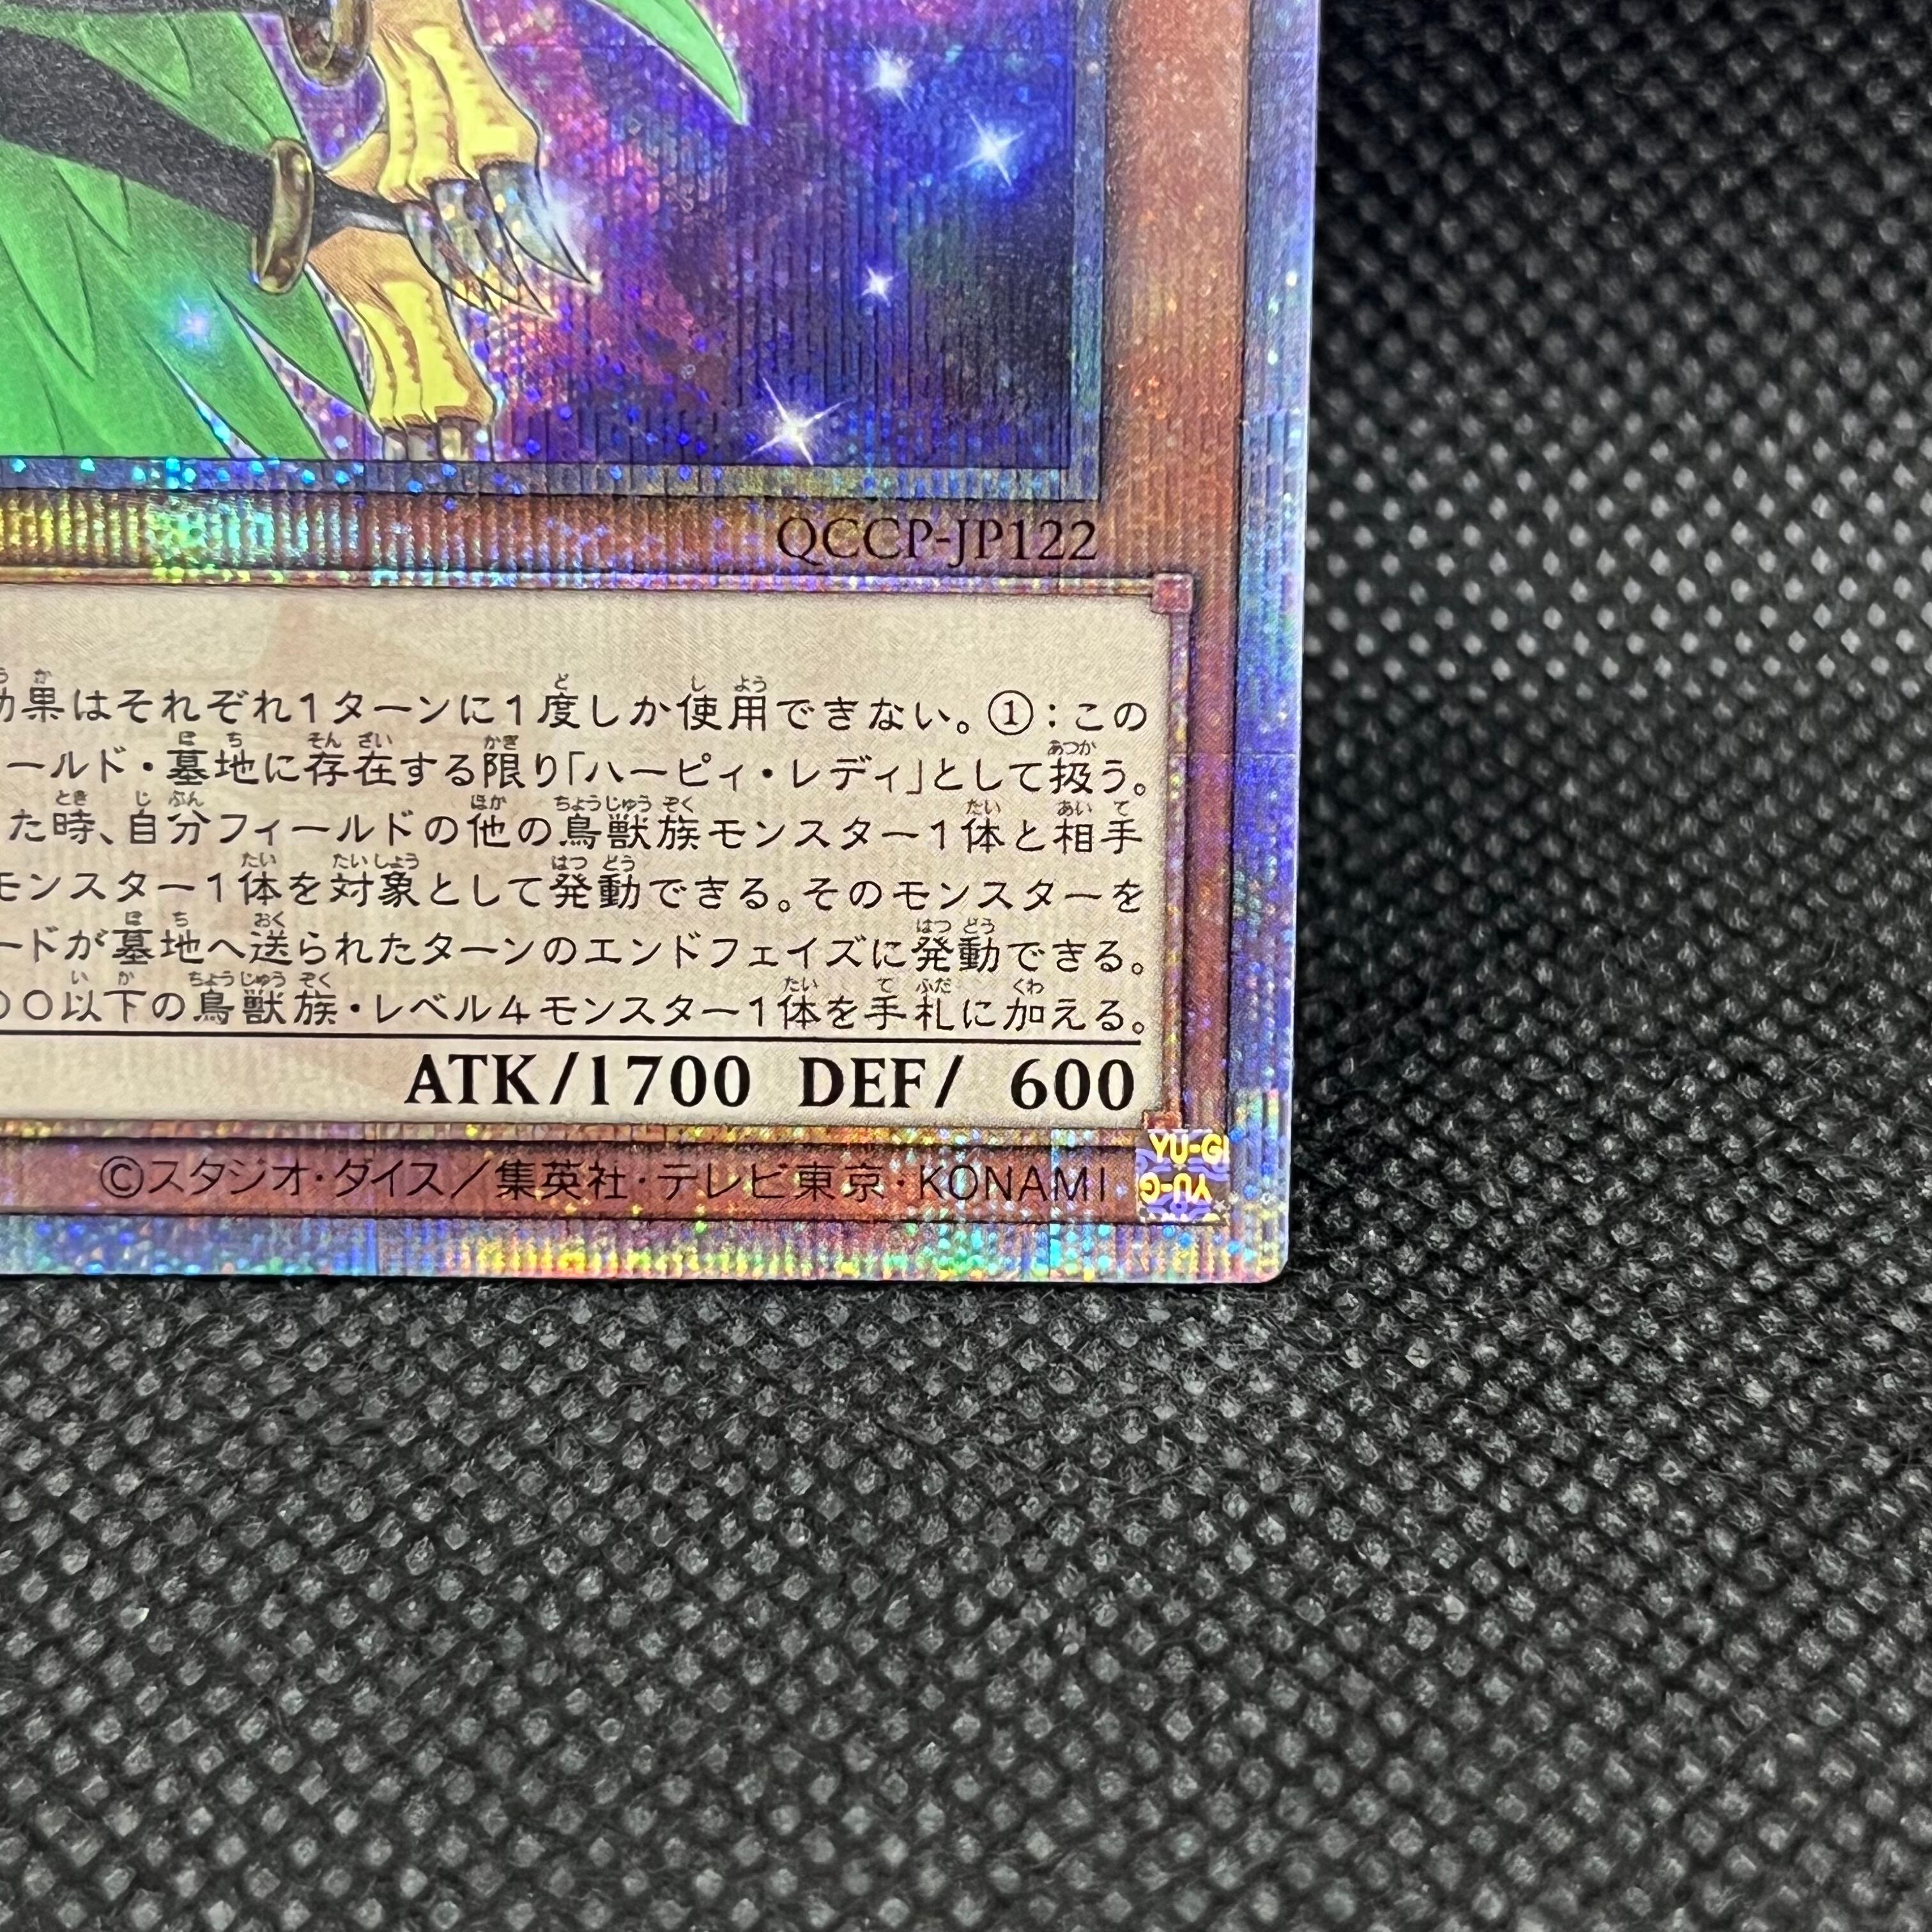 QCCP-JP122
効果はそれぞれ1ターンに1度しか使用できない。①：この
ールド・墓地に存在する限り「ハーピィ・レディ」として扱う。
た時、自分フィールドの他の鳥獣族モンスター1体と相手
モンスター1体を対象として発動できる。そのモンスターを
ードが墓地へ送られたターンのエンドフェイズに発動できる。
00以下の鳥獣族・レベル4モンスター1体を手札に加える。
ATK/1700 DEF/ 600
©スタジオ・ダイス／集英社・テレビ東京・KONAMI
YU-GI
YU-G